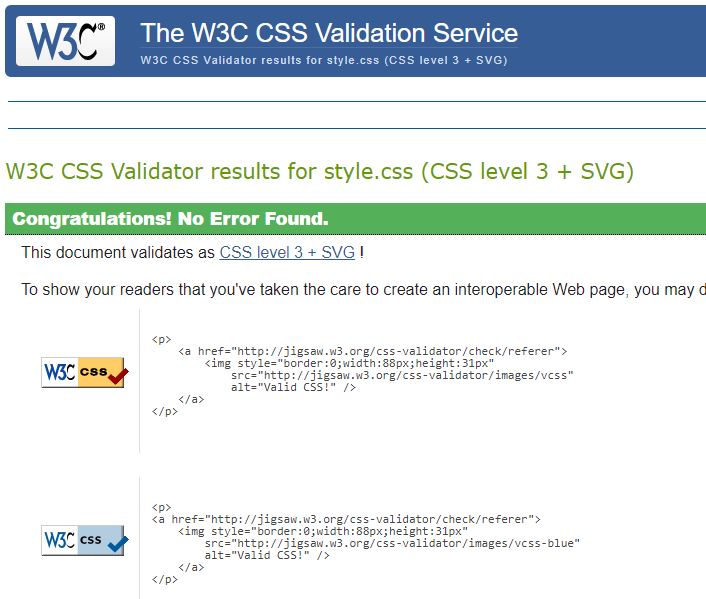 W3C®
The W3C CSS Validation Service
W3C CSS Validator results for style.css (CSS level 3 + SVG)
W3C CSS Validator results for style.css (CSS level 3 + SVG)
Congratulations! No Error Found.
This document validates as CSS level 3 + SVG !
To show your readers that you've taken the care to create an interoperable Web page, you may d
W3C css
<p>
<a href="http://jigsaw.w3.org/css-validator/check/referer">
<img style="border:0;width:88px;height:31px"
src="http://jigsaw.w3.org/css-validator/images/vcss"
alt="Valid CSS!" />
</a>
</p>
W3C css
<p>
<a href="http://jigsaw.w3.org/css-validator/check/referer">
<img style="border:0;width:88px;height:31px"
src="http://jigsaw.w3.org/css-validator/images/vcss-blue"
alt="Valid CSS!" />
</a>
</p>